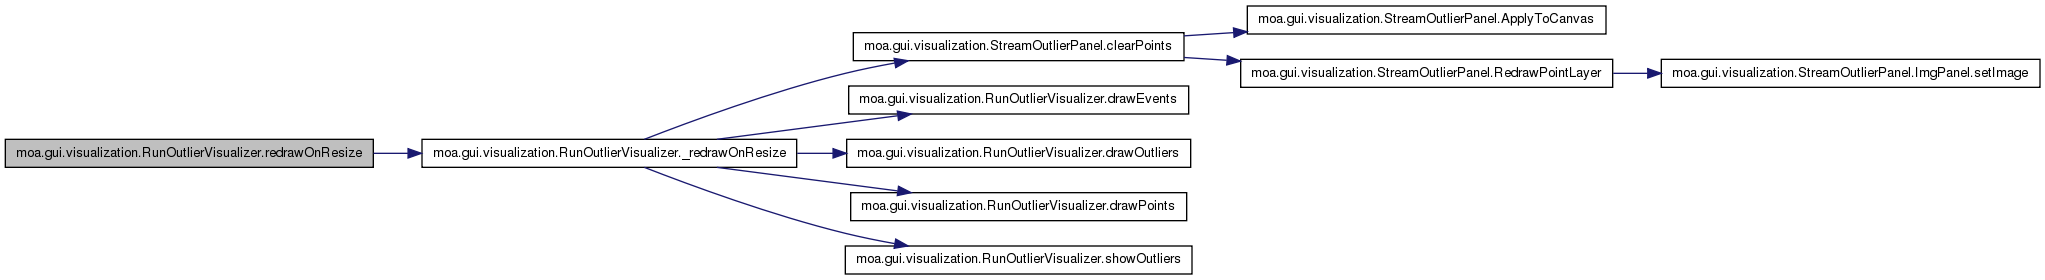 moa.gui.visualization.StreamOutlierPanel.ApplyToCanvas
moa.gui.visualization.StreamOutlierPanel.clearPoints
moa.gui.visualization.StreamOutlierPanel.RedrawPointLayer
moa.gui.visualization.StreamOutlierPanel.ImgPanel.setImage
moa.gui.visualization.RunOutlierVisualizer.drawEvents
moa.gui.visualization.RunOutlierVisualizer.redrawOnResize
moa.gui.visualization.RunOutlierVisualizer._redrawOnResize
moa.gui.visualization.RunOutlierVisualizer.drawOutliers
moa.gui.visualization.RunOutlierVisualizer.drawPoints
moa.gui.visualization.RunOutlierVisualizer.showOutliers